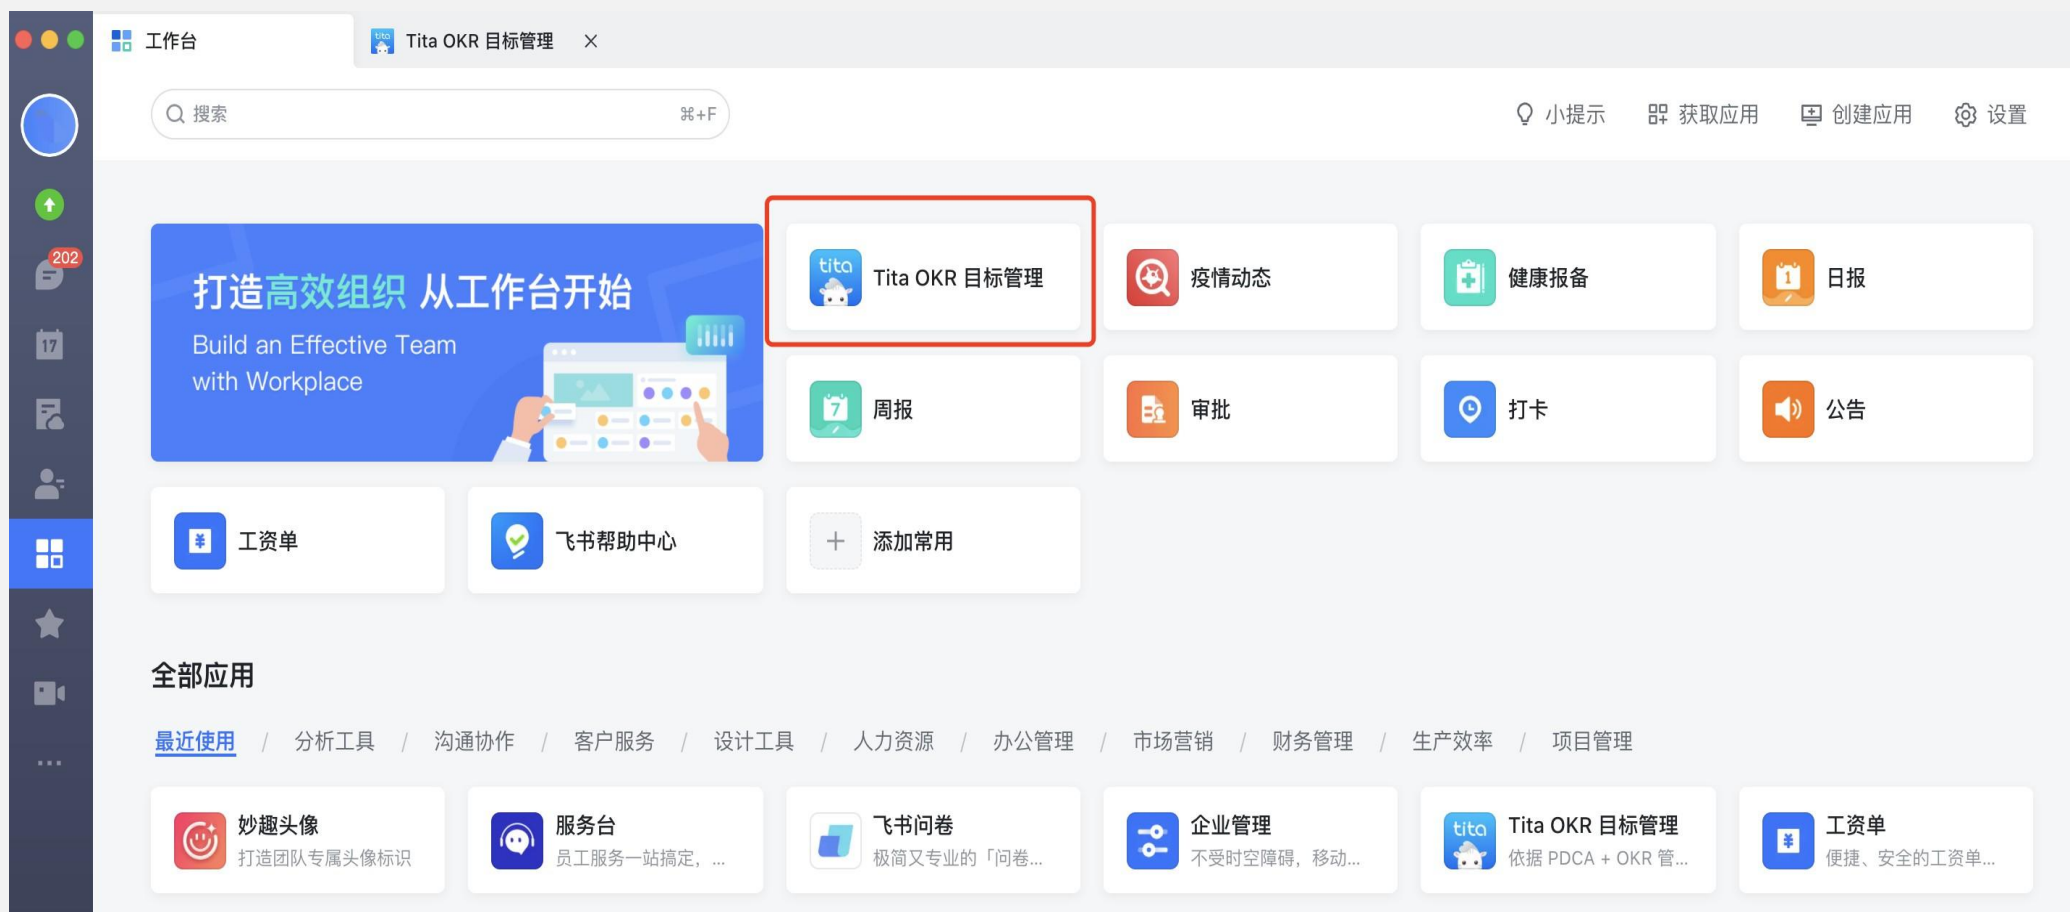 工作台
tita
Tita OKR 目标管理
搜索
⌘+F
小提示
获取应用
创建应用
设置
202
17
打造高效组织 从工作台开始
Build an Effective Team
with Workplace
tita
Tita OKR 目标管理
疫情动态
健康报备
1
日报
7
周报
审批
打卡
公告
¥
工资单
飞书帮助中心
添加常用
全部应用
最近使用 / 分析工具 / 沟通协作 / 客户服务 / 设计工具 / 人力资源 / 办公管理 / 市场营销 / 财务管理 / 生产效率 / 项目管理
妙趣头像
打造团队专属头像标识
服务台
员工服务一站搞定，...
飞书问卷
极简又专业的「问卷...
企业管理
不受时空障碍，移动...
tita
Tita OKR 目标管理
依据 PDCA + OKR 管...
¥
工资单
便捷、安全的工资单...